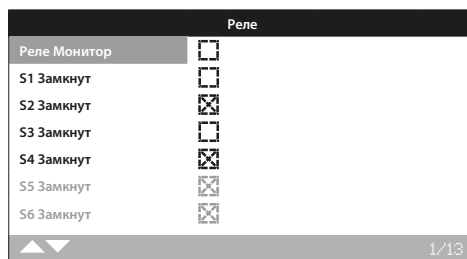 Реле
Реле Монитор
S1 Замкнут
S2 Замкнут
S3 Замкнут
S4 Замкнут
S5 Замкнут
S6 Замкнут
1/13